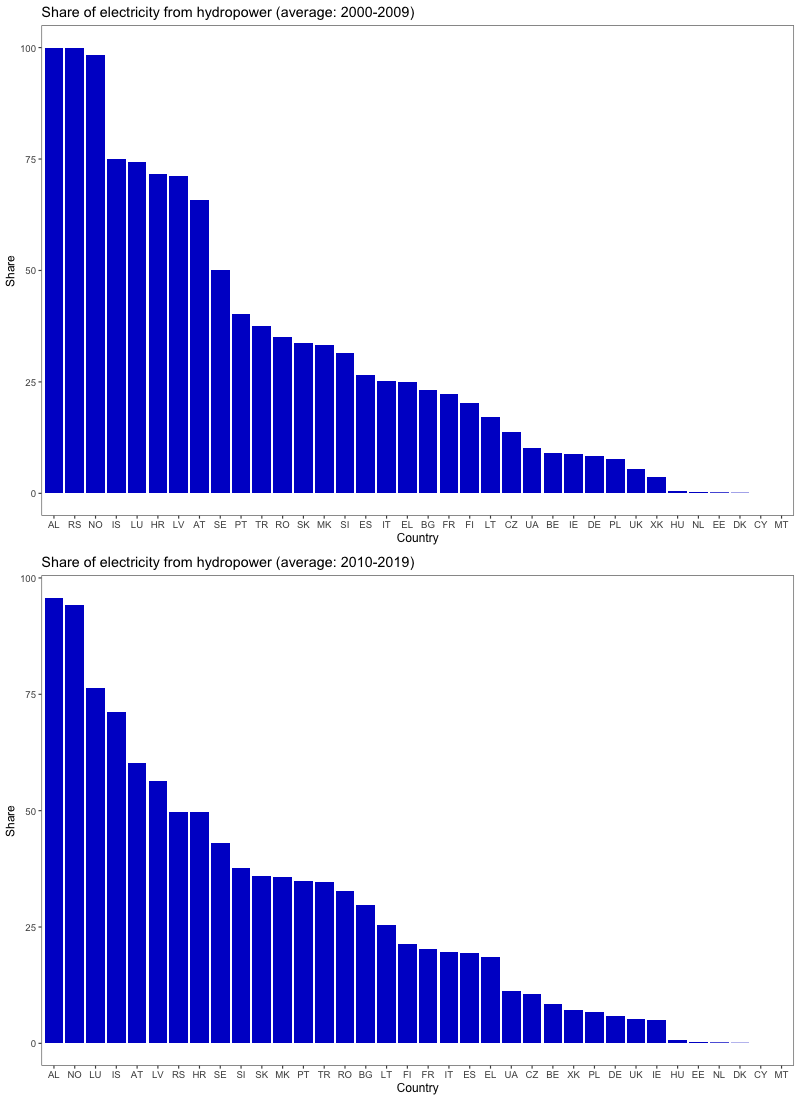 Share of electricity from hydropower (average: 2000-2009)
100
75
50
25
0
Share
AL RS NO IS LU HR LV AT SE PT TR RO SK MK SI ES IT EL BG FR FI LT CZ UA BE IE DE PL UK XK HU NL EE DK CY MT
Country
Share of electricity from hydropower (average: 2010-2019)
100
75
50
25
0
Share
AL NO LU IS AT LV RS HR SE SI SK MK PT TR RO BG LT FI FR IT ES EL UA CZ BE XK PL DE UK IE HU EE NL DK CY MT
Country